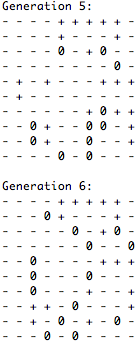 Generation 5:
- - - - + + + + + -
- - - - + - - - + -
- - - - 0 - + 0 - -
- - - - - - - - 0 -
- + - + - - - + + +
- + - - - - - - - -
- - - - - - + 0 + +
- - 0 + - - 0 0 - +
- - 0 + - - 0 - - +
- - - - 0 - 0 - - -
Generation 6:
- - - - + + + + + -
- - - 0 + - - - + -
- - - - - 0 - + 0 -
- - - - - - 0 - - 0
- - 0 - - - - + + +
- - 0 - - - 0 - - -
- - 0 - - - + - - +
- - + + - 0 - - - +
- - + - 0 - 0 - + -
- - - 0 - 0 - - - -